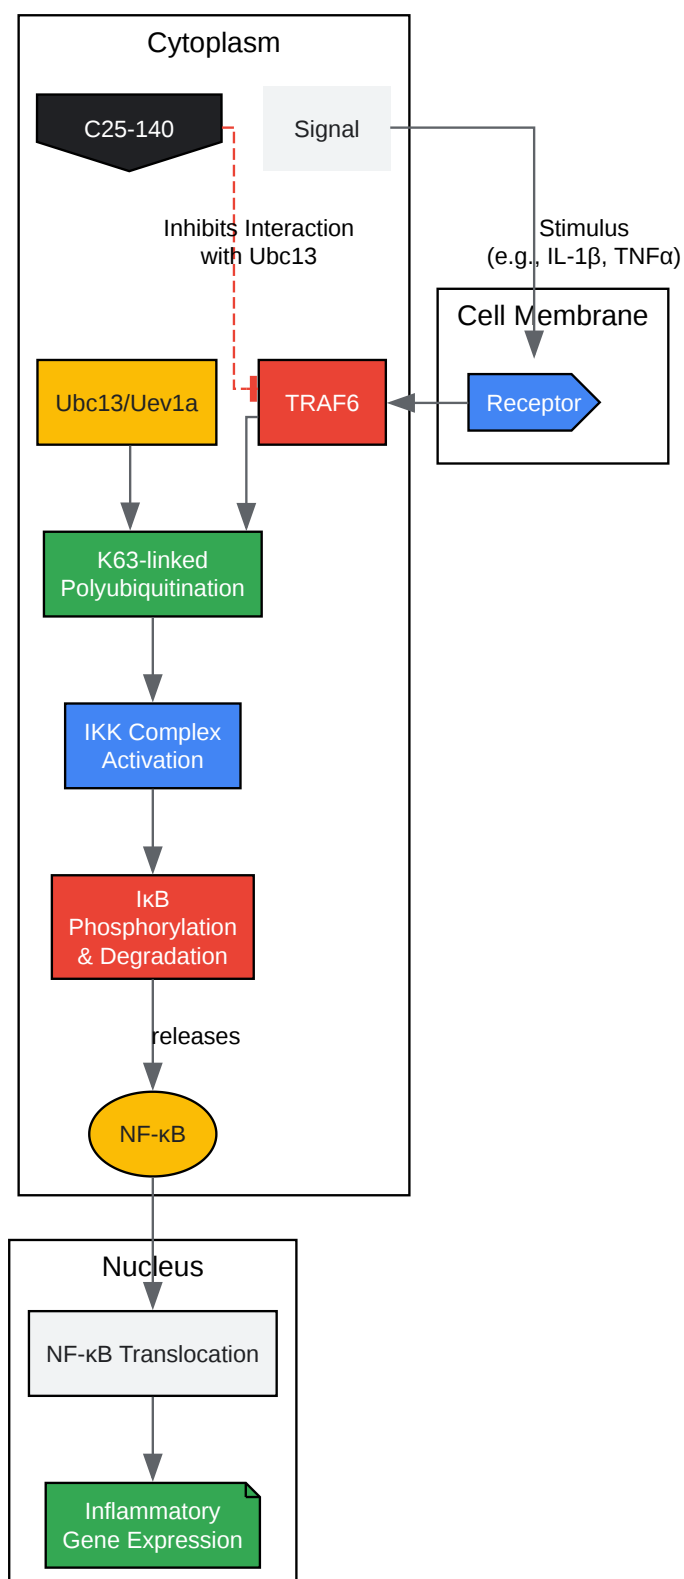 Cytoplasm
C25-140
Signal
Inhibits Interaction
with Ubc13
Stimulus
(e.g., IL-1β, TNFα)
Cell Membrane
Ubc13/Uev1a
TRAF6
Receptor
K63-linked
Polyubiquitination
IKK Complex
Activation
IκB
Phosphorylation
& Degradation
releases
NF-κB
Nucleus
NF-κB Translocation
Inflammatory
Gene Expression